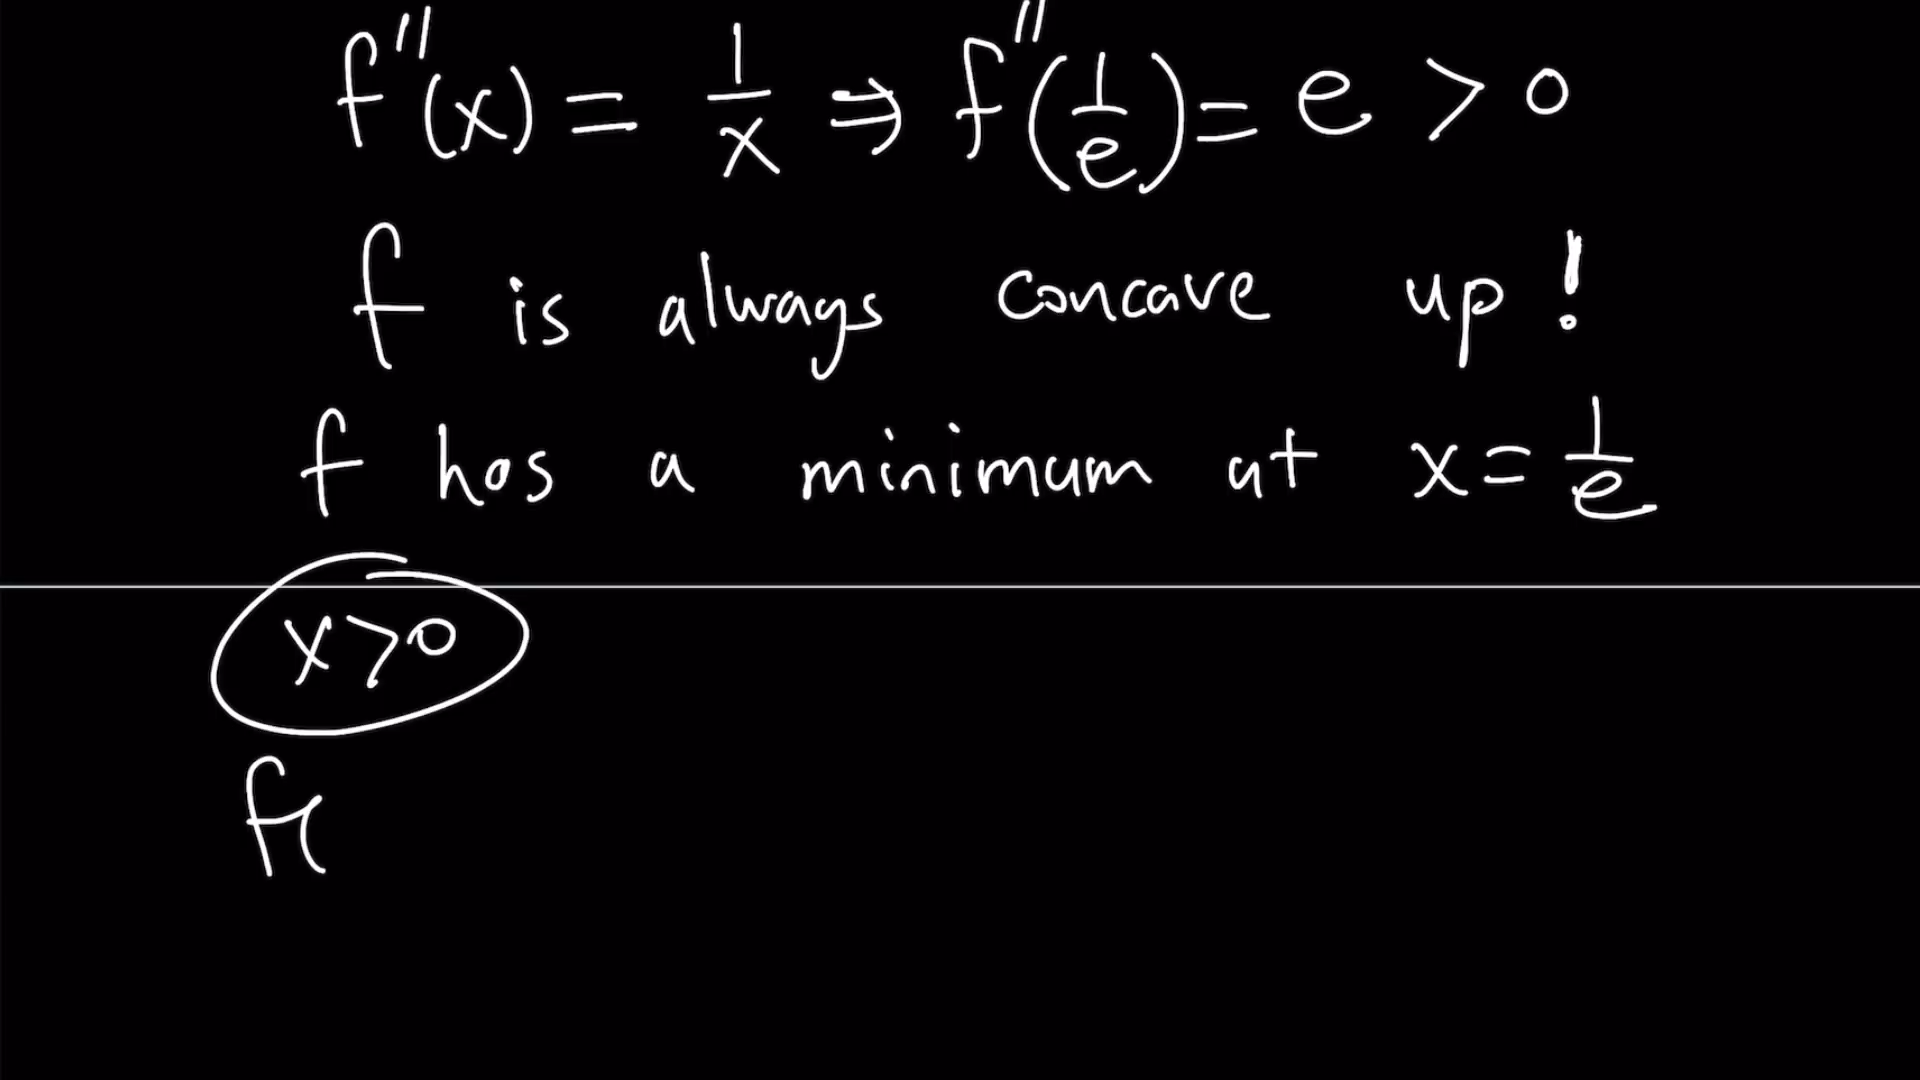 f''(x) = 1/x ⇒ f''(1/e) = e > 0
f is always concave up!
f has a minimum at x = 1/e
x>0
f(